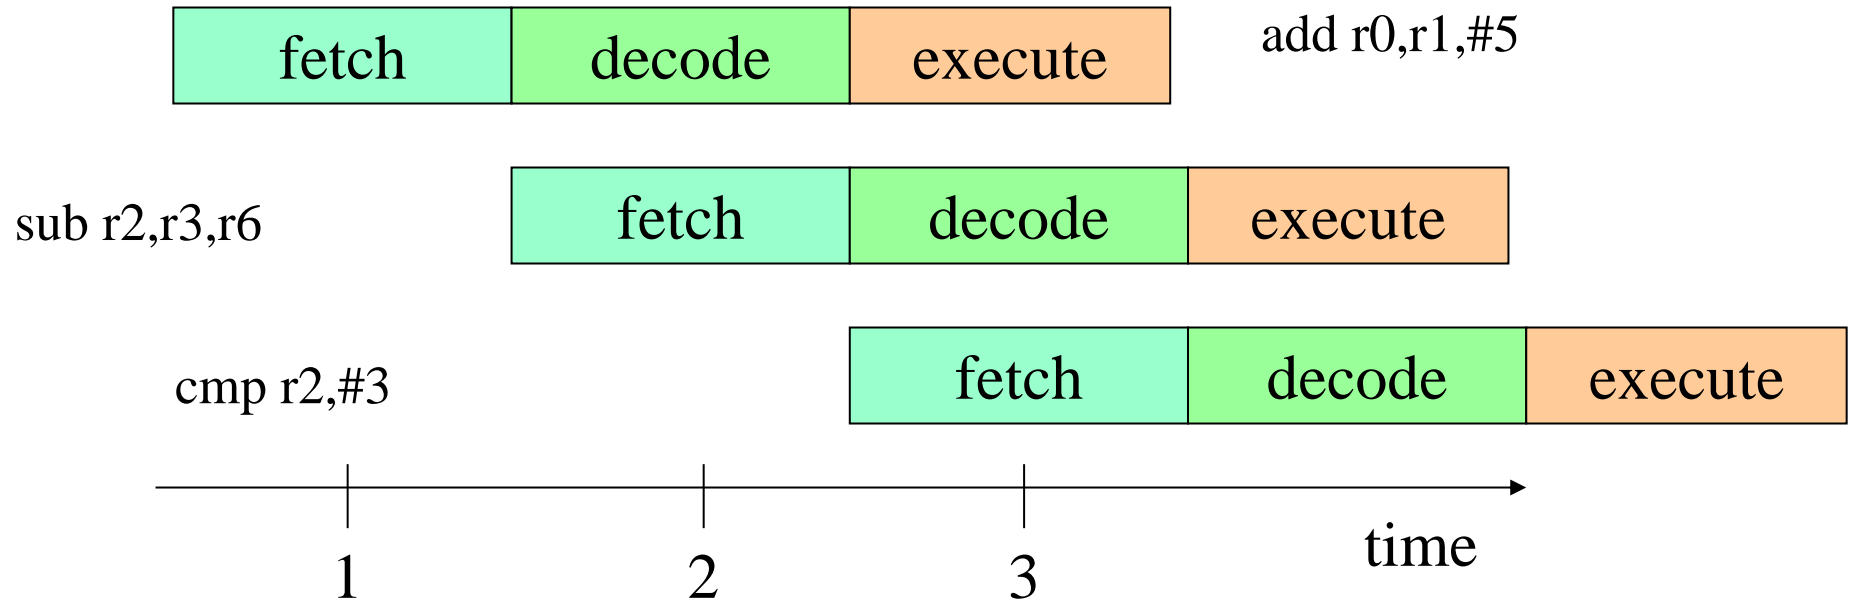 fetch decode execute add r0,r1,#5
sub r2,r3,r6 fetch decode execute
cmp r2,#3 fetch decode execute
time
1 2 3